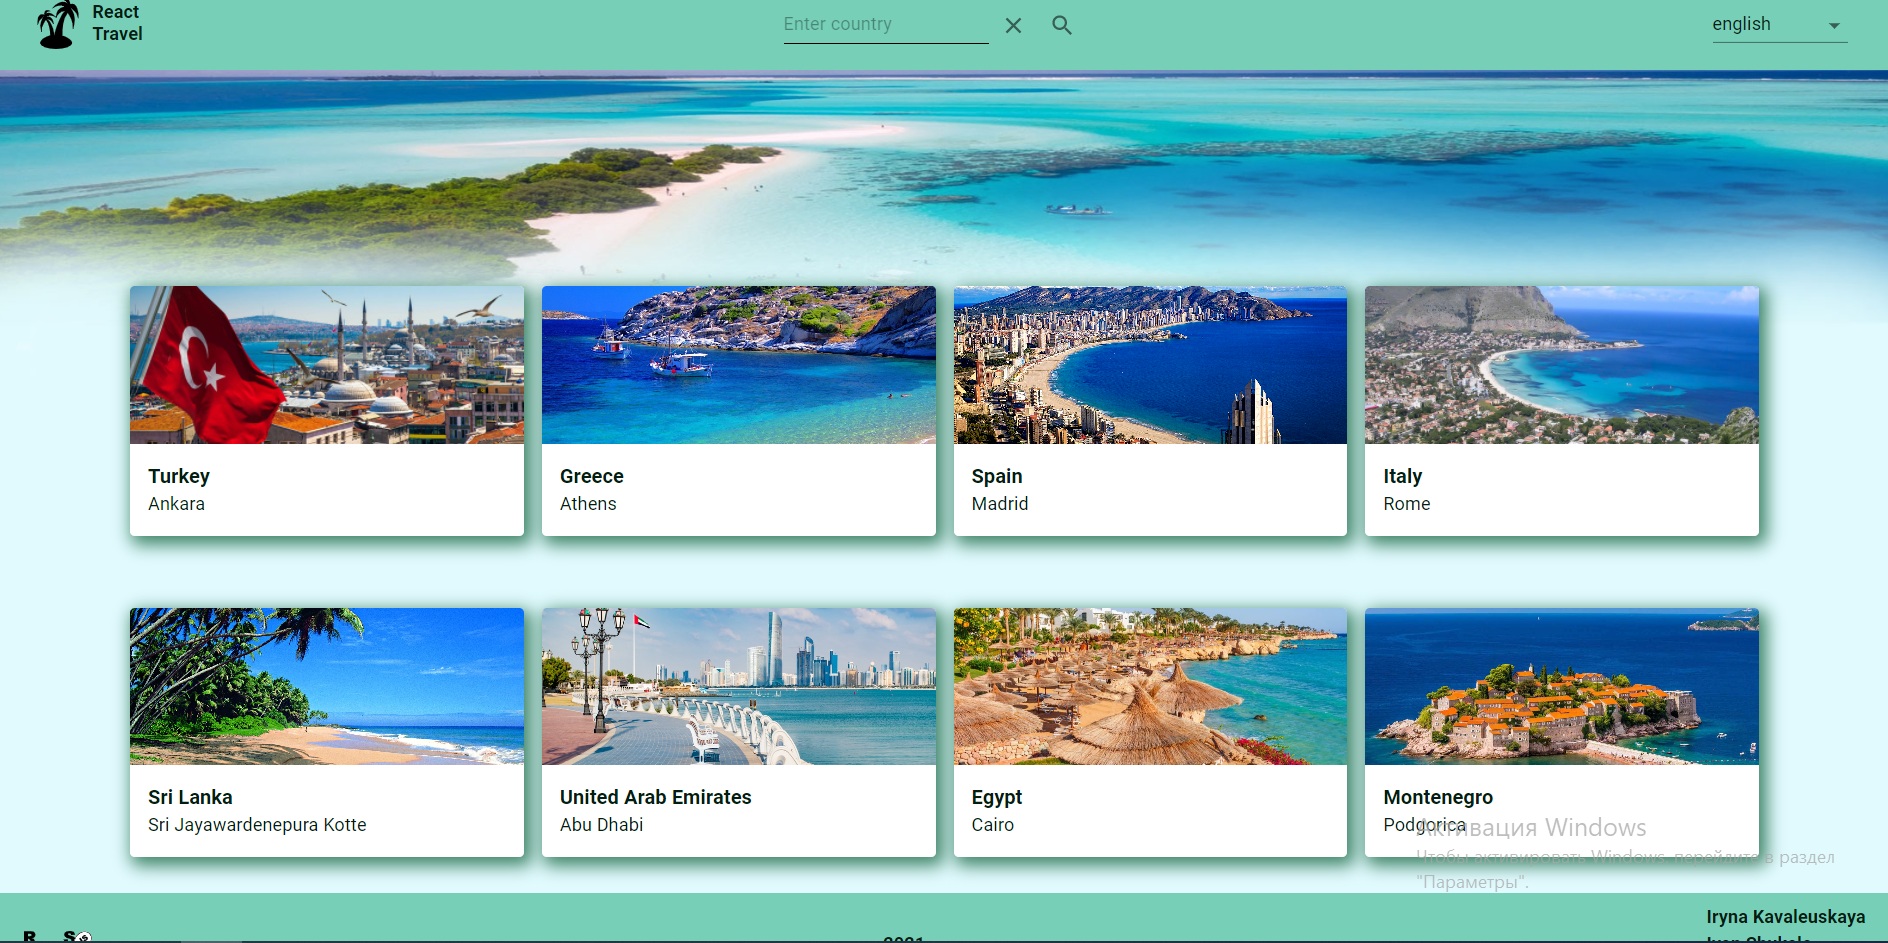 React
Travel
Enter country
english
Turkey
Ankara
Greece
Athens
Spain
Madrid
Italy
Rome
Sri Lanka
Sri Jayawardenepura Kotte
United Arab Emirates
Abu Dhabi
Egypt
Cairo
Montenegro
Podgorica
Активация Windows
Чтобы активировать Windows, перейдите в раздел
"Параметры".
Iryna Kavaleuskaya
2021